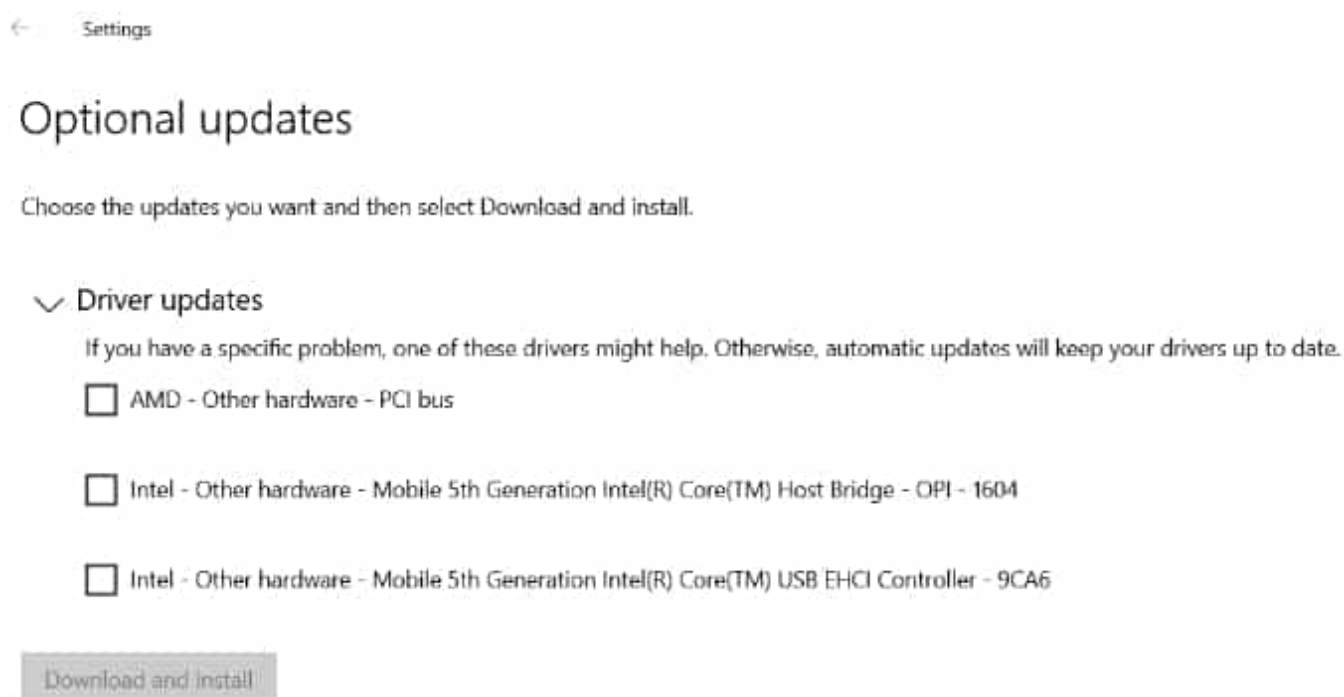 Settings
Optional updates
Choose the updates you want and then select Download and install.
Driver updates
If you have a specific problem, one of these drivers might help. Otherwise, automatic updates will keep your drivers up to date.
AMD - Other hardware - PCI bus
Intel - Other hardware - Mobile 5th Generation Intel(R) Core(TM) Host Bridge - OPI - 1604
Intel - Other hardware - Mobile 5th Generation Intel(R) Core(TM) USB EHCI Controller - 9CA6
Download and install